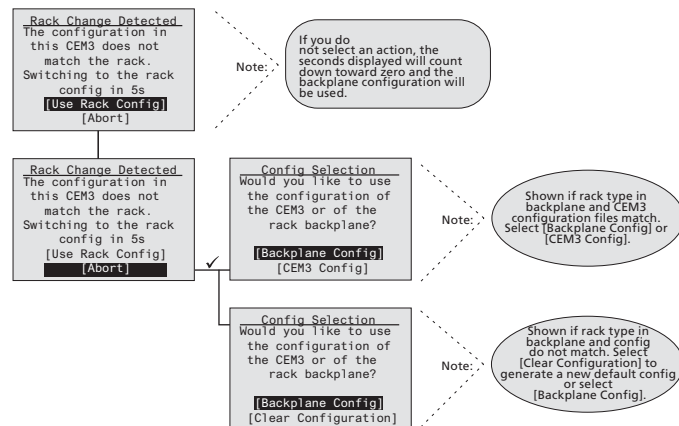 Rack Change Detected
The configuration in
this CEM3 does not
match the rack.
Switching to the rack
config in 5s
[Use Rack Config]
[Abort]
Note:
If you do
not select an action, the
seconds displayed will count
down toward zero and the
backplane configuration will
be used.
Rack Change Detected
The configuration in
this CEM3 does not
match the rack.
Switching to the rack
config in 5s
[Use Rack Config]
[Abort]
Config Selection
Would you like to use
the configuration of
the CEM3 or of the
rack backplane?
[Backplane Config]
[CEM3 Config]
Note:
Shown if rack type in
backplane and CEM3
configuration files match.
Select [Backplane Config] or
[CEM3 Config].
Config Selection
Would you like to use
the configuration of
the CEM3 or of the
rack backplane?
[Backplane Config]
[Clear Configuration]
Note:
Shown if rack type in
backplane and config
do not match. Select
[Clear Configuration] to
generate a new default config
or select
[Backplane Config].